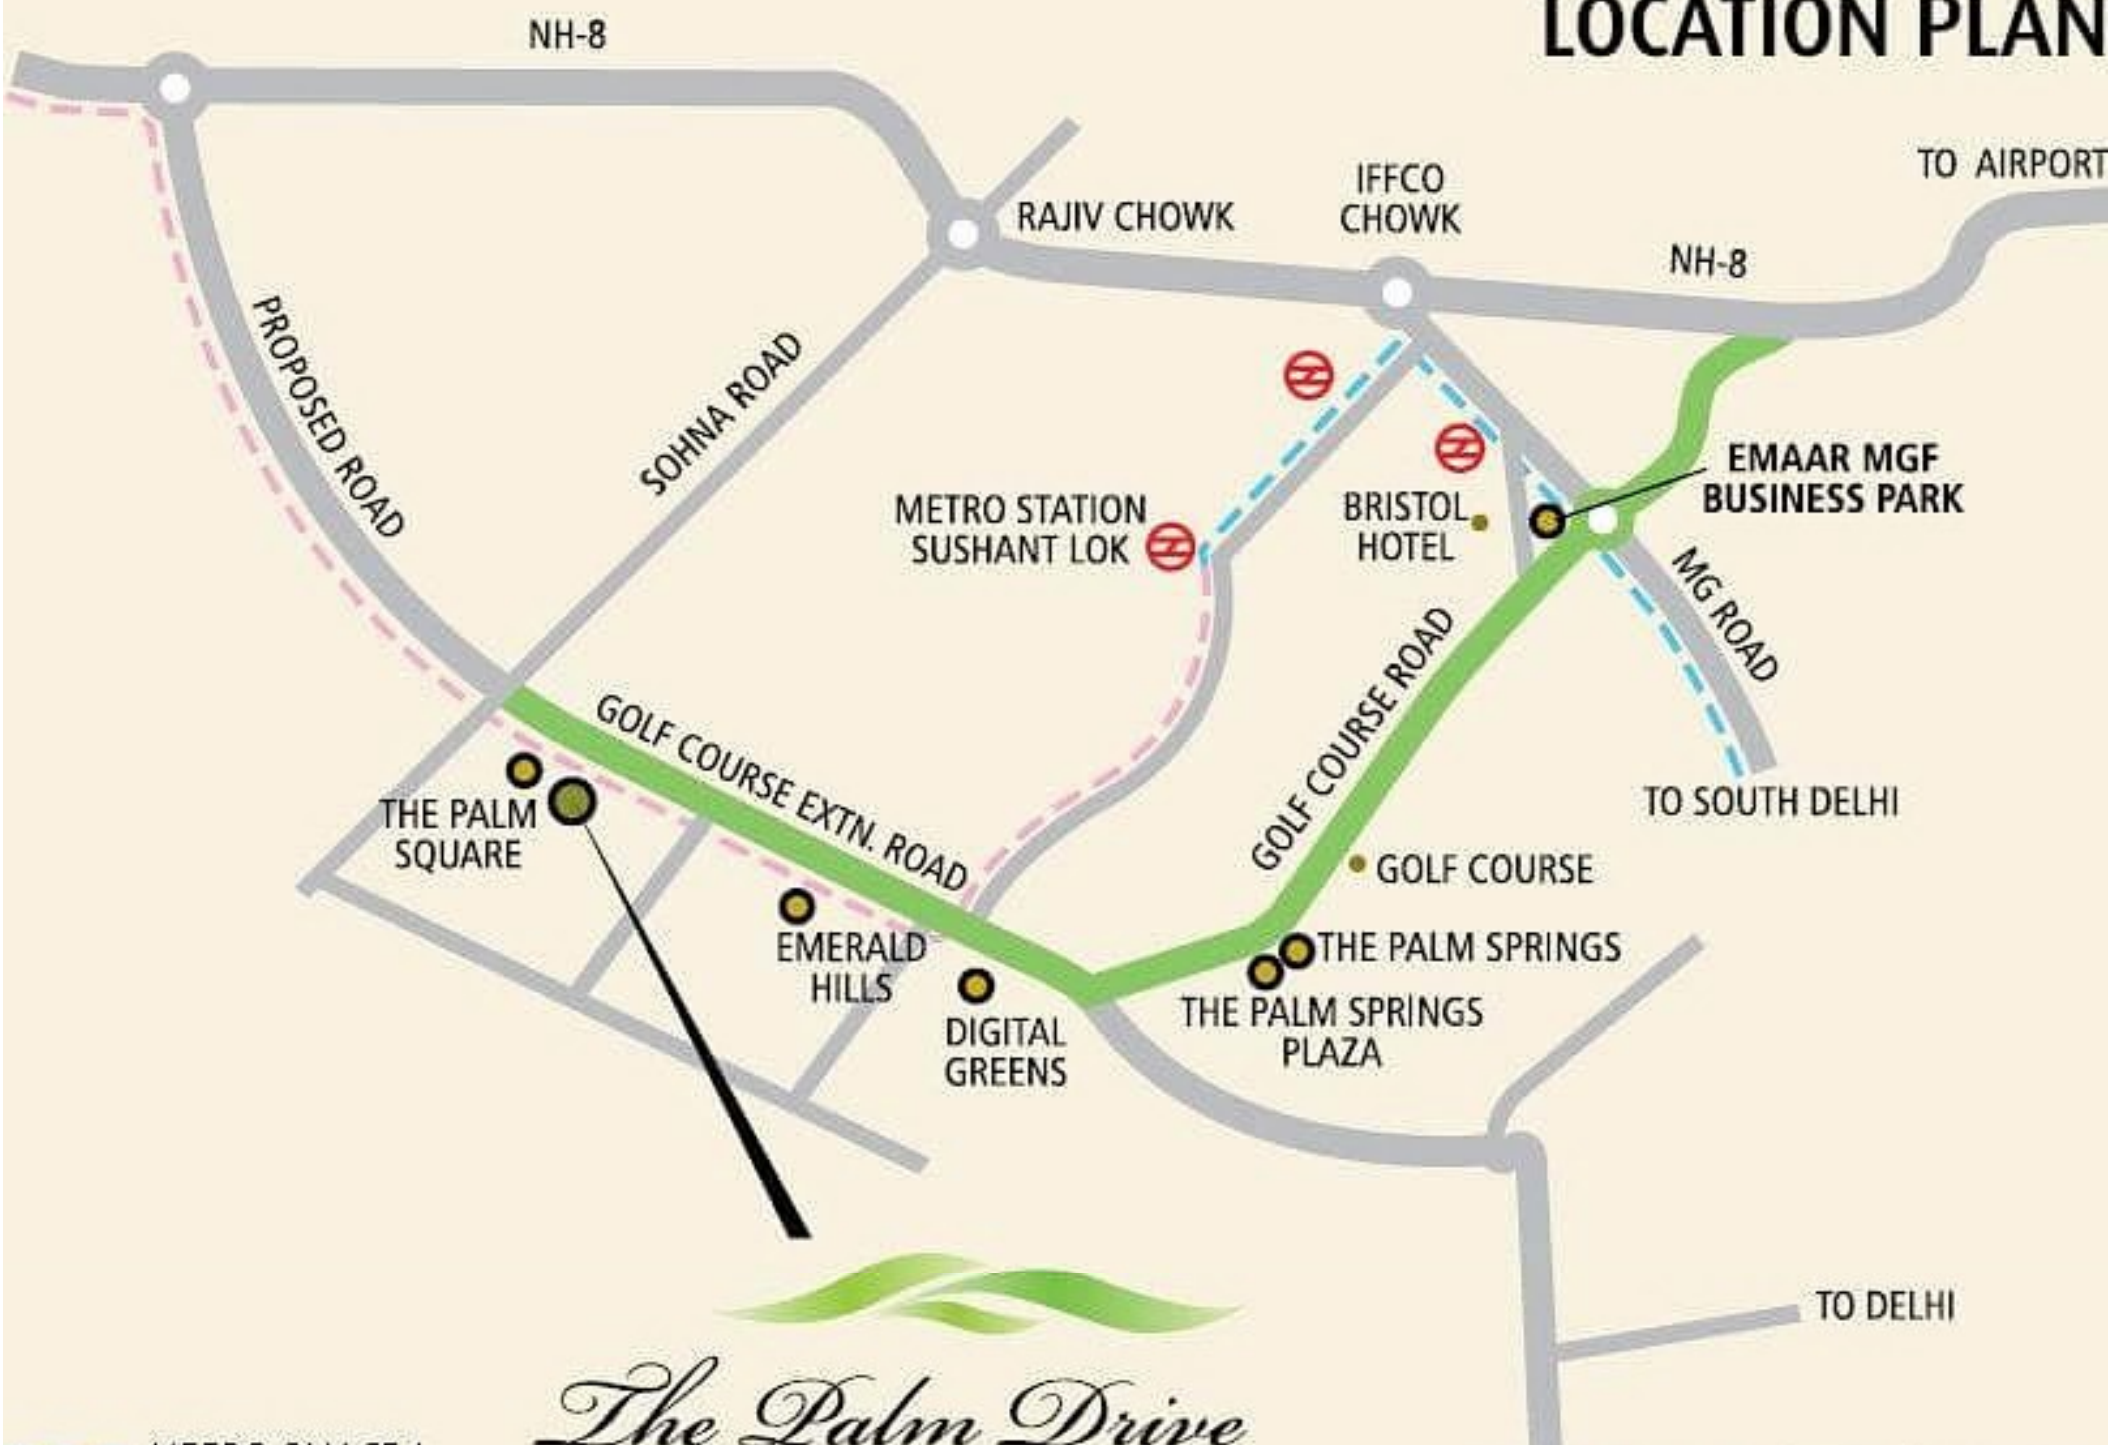 LOCATION PLAN
NH-8
TO AIRPORT
IFFCO
CHOWK
RAJIV CHOWK
NH-8
PROPOSED ROAD
SOHNA ROAD
EMAAR MGF
BUSINESS PARK
METRO STATION
SUSHANT LOK
BRISTOL
HOTEL
MG ROAD
GOLF COURSE ROAD
GOLF COURSE EXTN. ROAD
TO SOUTH DELHI
THE PALM
SQUARE
GOLF COURSE
EMERALD
HILLS
THE PALM SPRINGS
DIGITAL
GREENS
THE PALM SPRINGS
PLAZA
TO DELHI
The Palm Drive